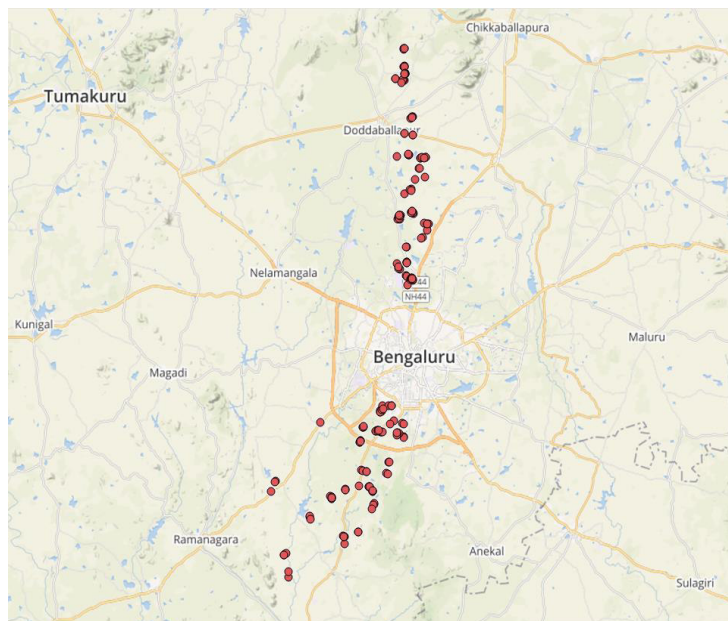 Chikkaballapura
Tumakuru
Doddaballapur
Nelamangala
44
NH44
Kunigal
Maluru
Bengaluru
Magadi
Ramanagara
Anekal
Sulagiri